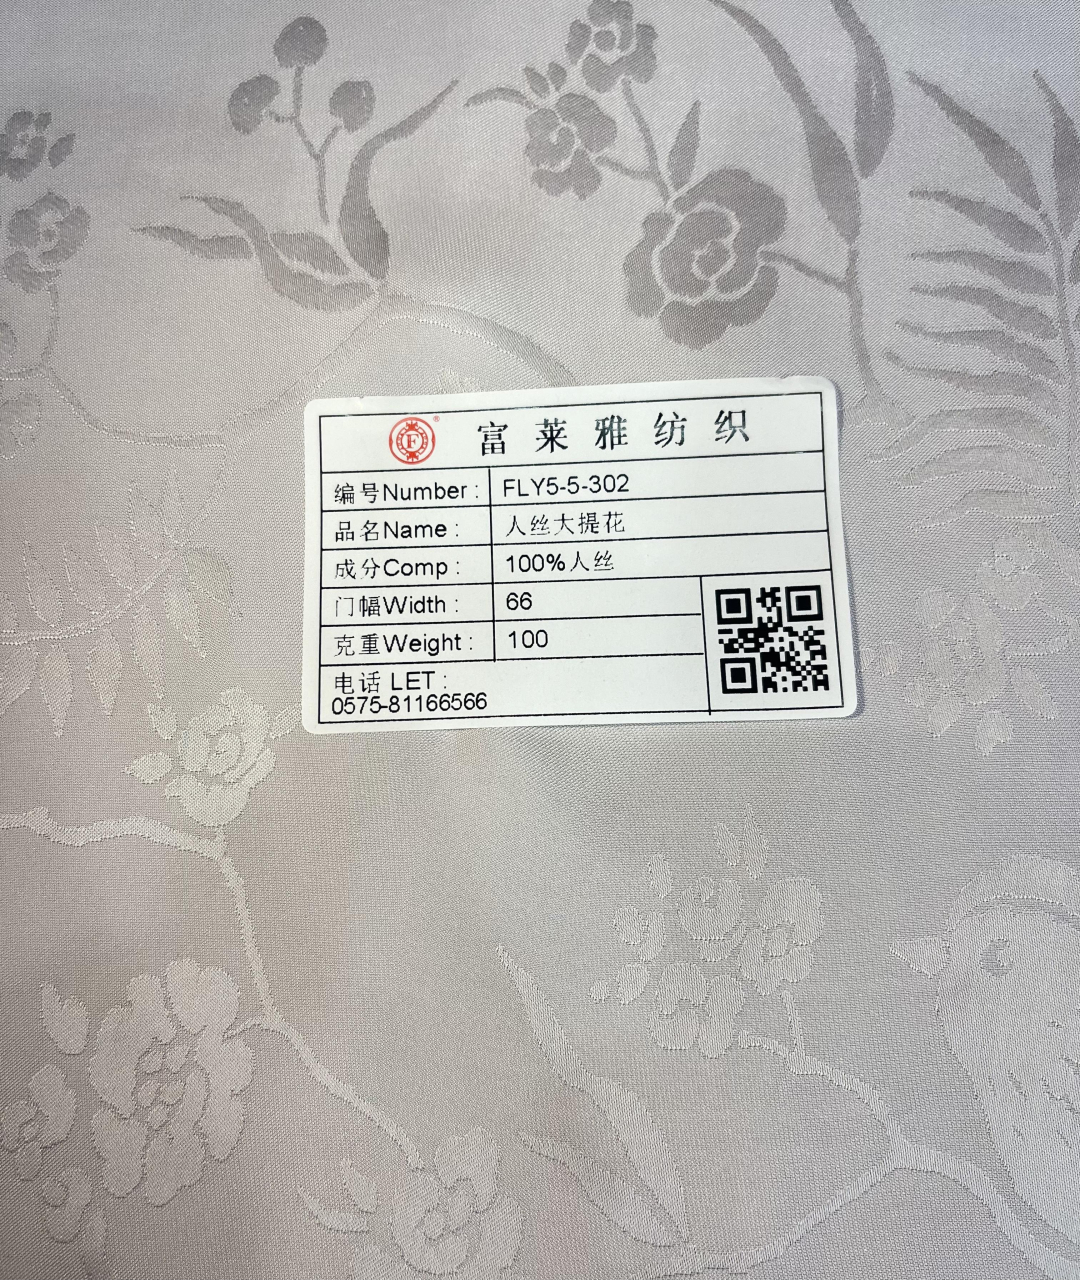 F ®
富莱雅纺织
编号Number : FLY5-5-302
品名Name : 人丝大提花
成分Comp : 100%人丝
门幅Width : 66
克重Weight : 100
电话 LET :
0575-81166566